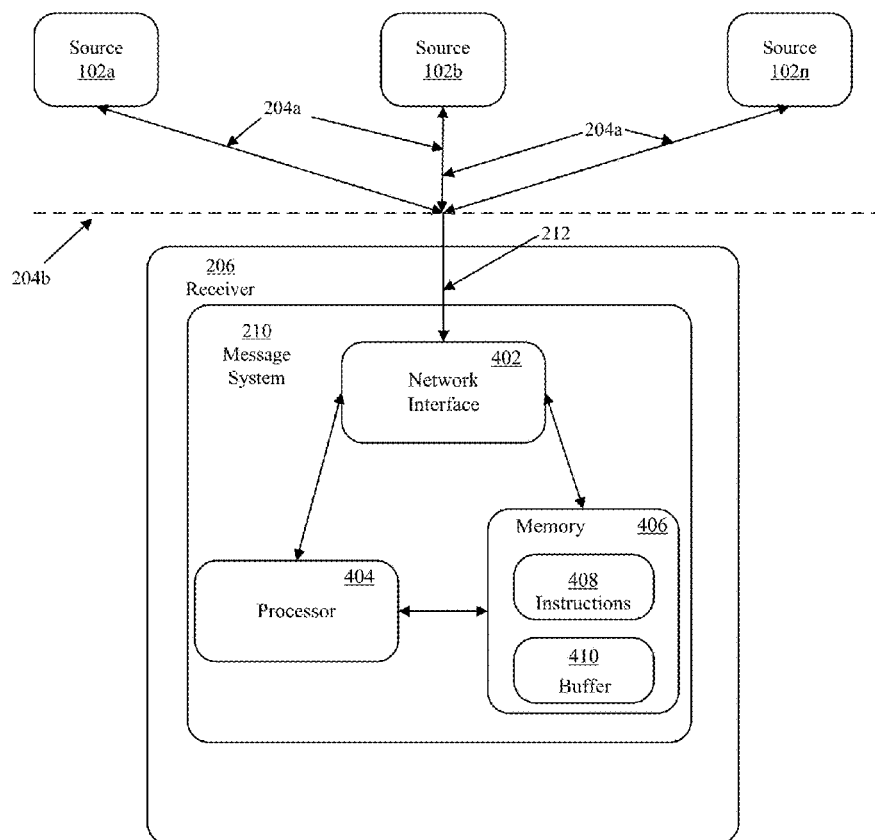 Source
102a
Source
102b
Source
102n
204a
204a
204b
212
206
Receiver
210
Message
System
402
Network
Interface
404
Processor
Memory
406
408
Instructions
410
Buffer